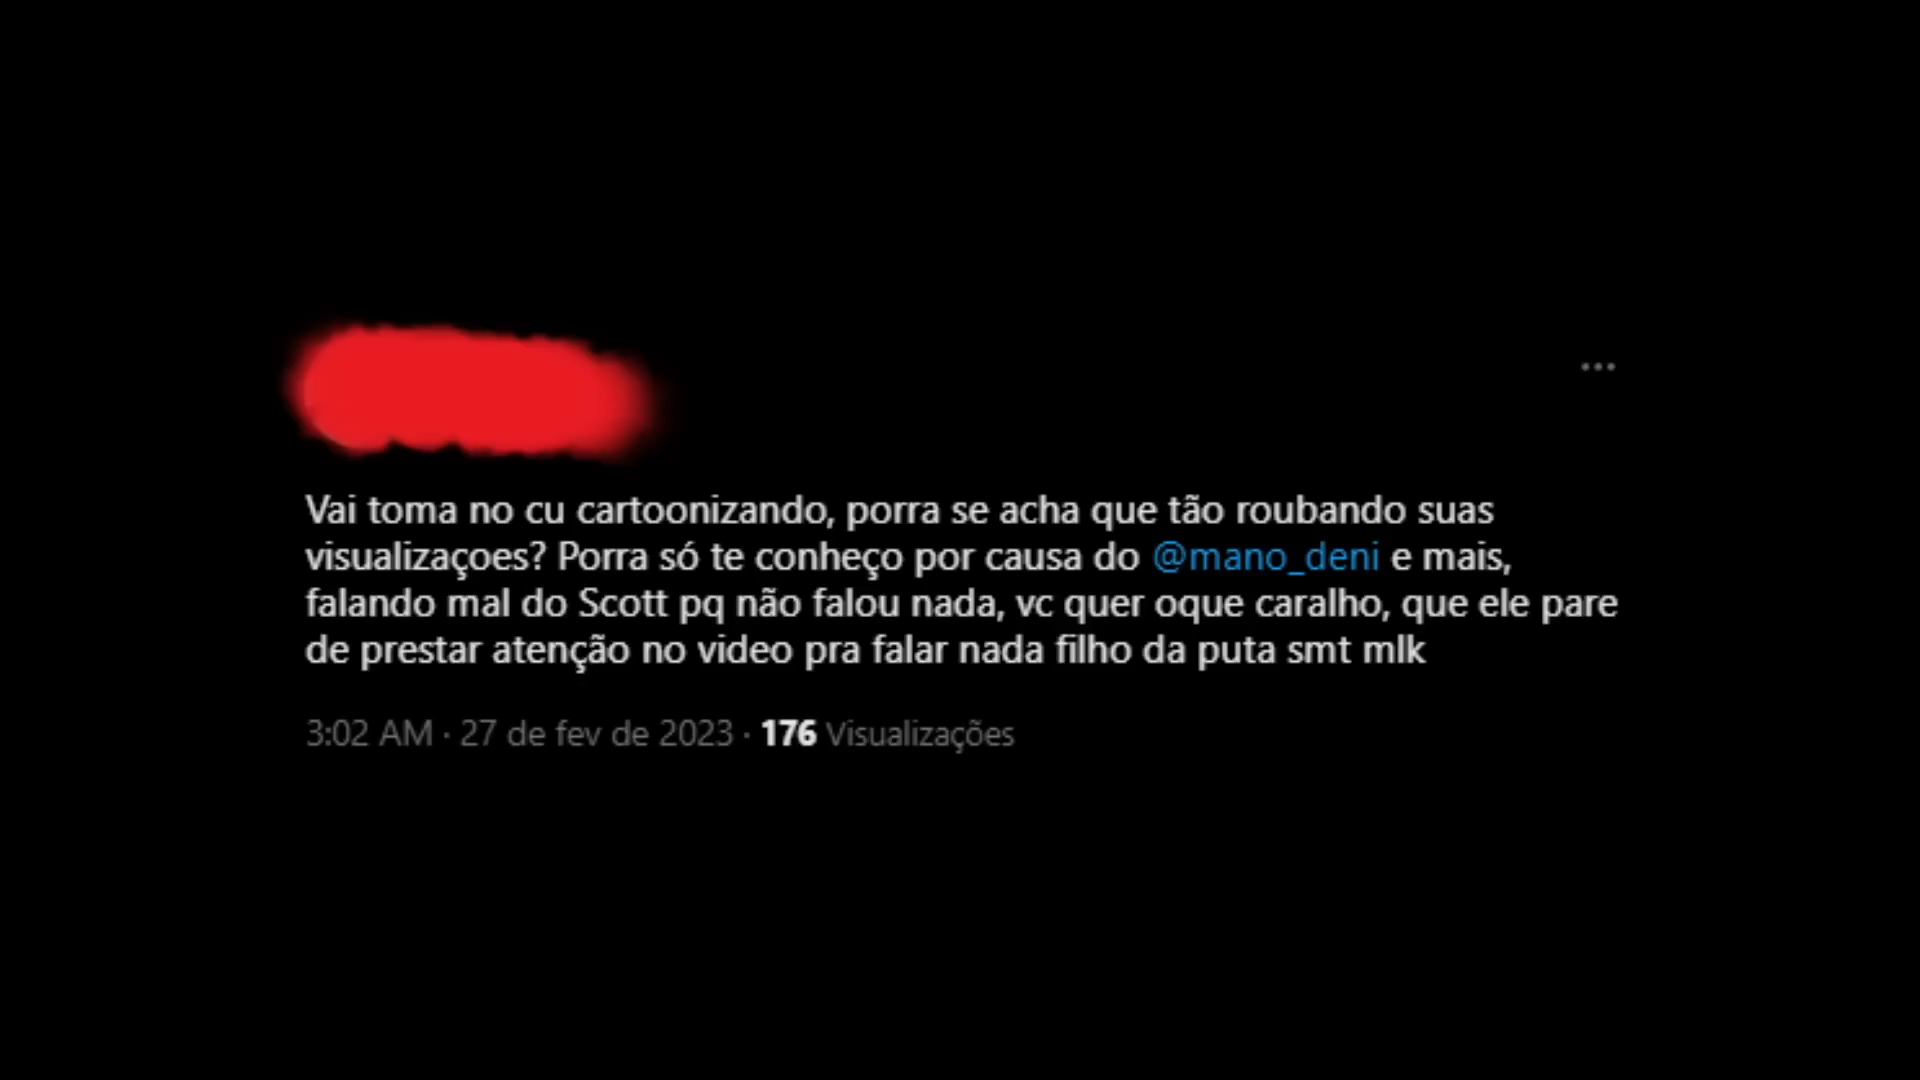 Vai toma no cu cartoonizando, porra se acha que tão roubando suas
visualizaçoes? Porra só te conheço por causa do @mano_deni e mais,
falando mal do Scott pq não falou nada, vc quer oque caralho, que ele pare
de prestar atenção no video pra falar nada filho da puta smt mlk
3:02 AM · 27 de fev de 2023 · 176 Visualizações